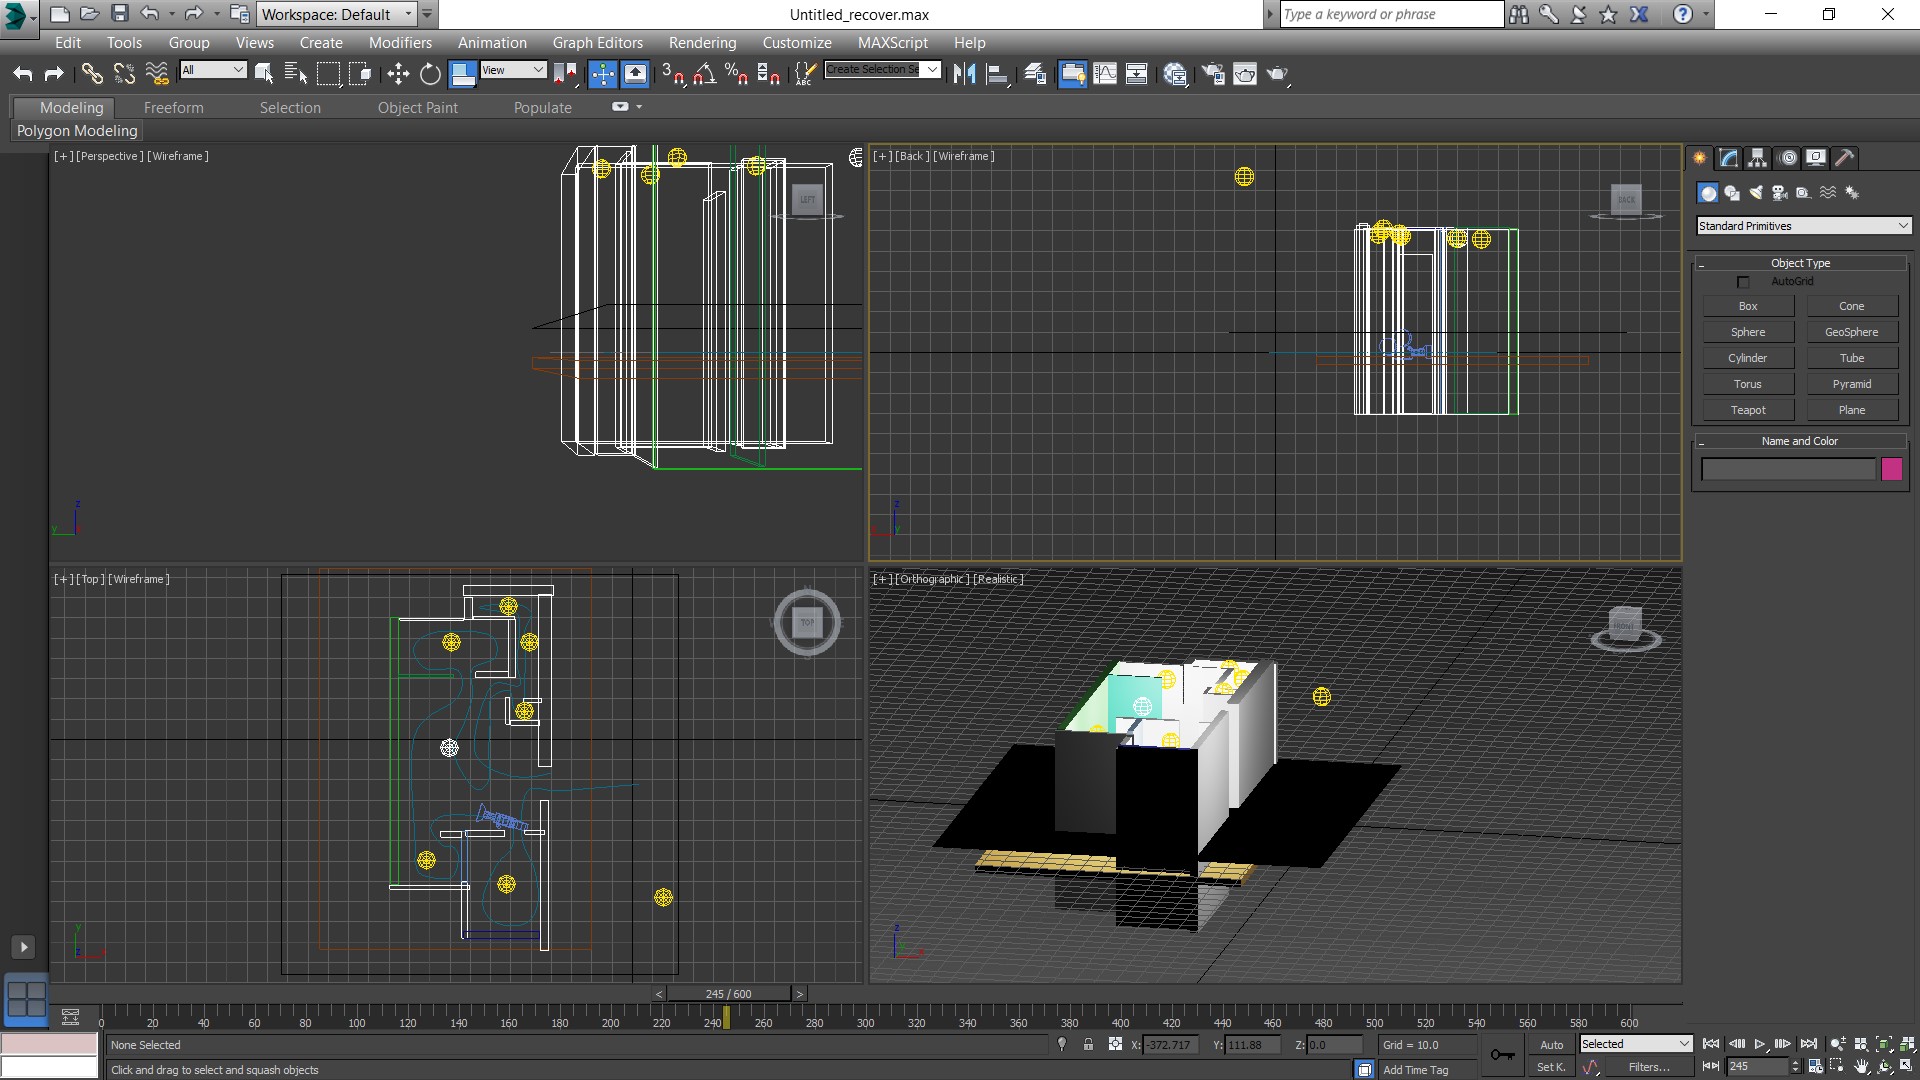 Workspace: Default
Untitled_recover.max
Type a keyword or phrase
Edit Tools Group Views Create Modifiers Animation Graph Editors Rendering Customize MAXScript Help
All View 3 % ABC Create Selection Se
Modeling Freeform Selection Object Paint Populate
Polygon Modeling
[+] [Perspective] [Wireframe]
LEFT
[+] [Back] [Wireframe]
BACK
Standard Primitives
Object Type
AutoGrid
Box Cone
Sphere GeoSphere
Cylinder Tube
Torus Pyramid
Teapot Plane
Name and Color
z
y
z
[+] [Top] [Wireframe]
TOP
[+] [Orthographic] [Realistic]
FRONT
y
z
z
< 245 / 600 >
0 20 40 60 80 100 120 140 160 180 200 220 240 260 280 300 320 340 360 380 400 420 440 460 480 500 520 540 560 580 600
None Selected X: -372.717 Y: 111.88 Z: 0.0 Grid = 10.0 Auto Selected
Click and drag to select and squash objects Add Time Tag Set K. Filters... 245